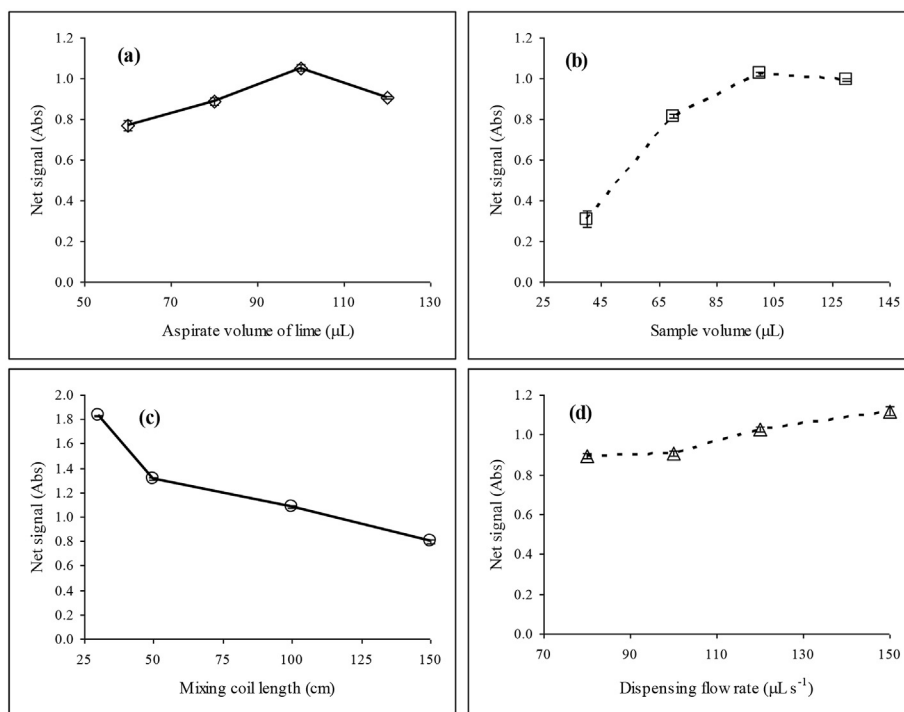 (a)
1.2
1.0
0.8
0.6
0.4
0.2
0.0
50 70 90 110 130
Net signal (Abs)
Aspirate volume of lime (μL)
(b)
1.2
1.0
0.8
0.6
0.4
0.2
0.0
25 45 65 85 105 125 145
Net signal (Abs)
Sample volume (μL)
(c)
2.0
1.8
1.6
1.4
1.2
1.0
0.8
0.6
0.4
0.2
0.0
25 50 75 100 125 150
Net signal (Abs)
Mixing coil length (cm)
(d)
1.2
1.0
0.8
0.6
0.4
0.2
0.0
70 90 110 130 150
Net signal (Abs)
Dispensing flow rate (μL s⁻¹)